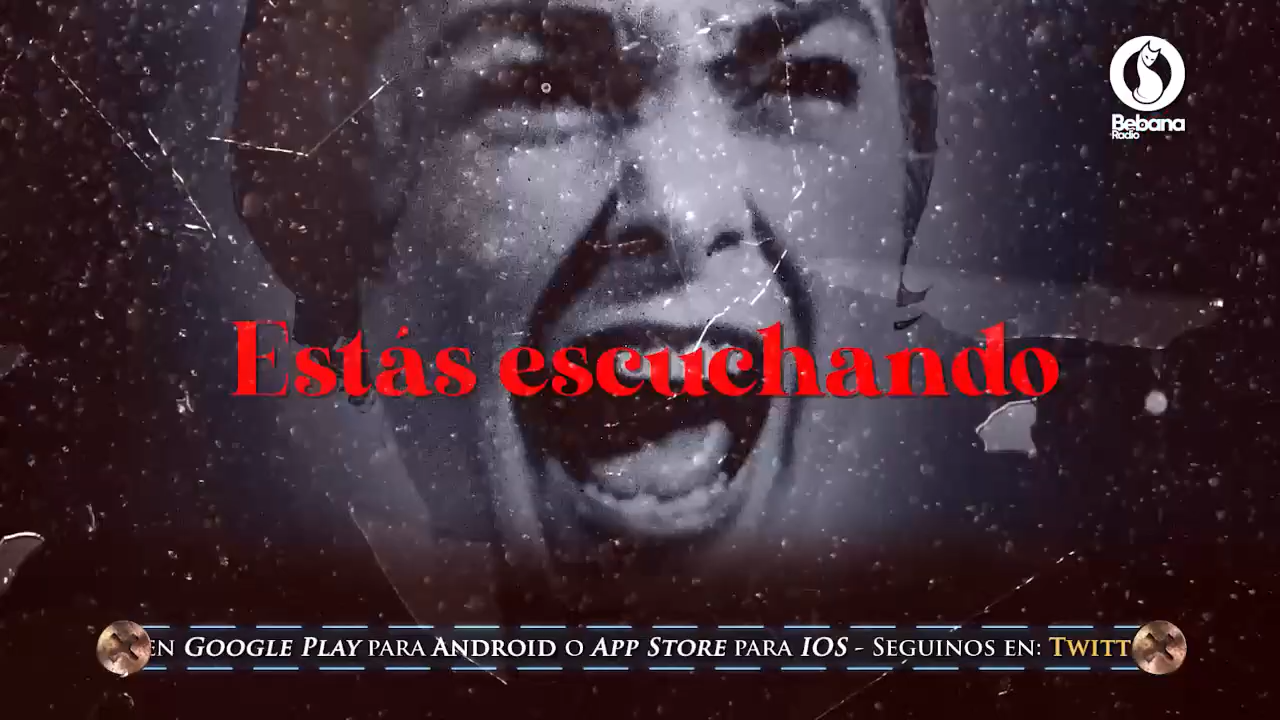 Bebana
Radio
Estás escuchando
EN GOOGLE PLAY PARA ANDROID O APP STORE PARA IOS - SEGUINOS EN: TWITT